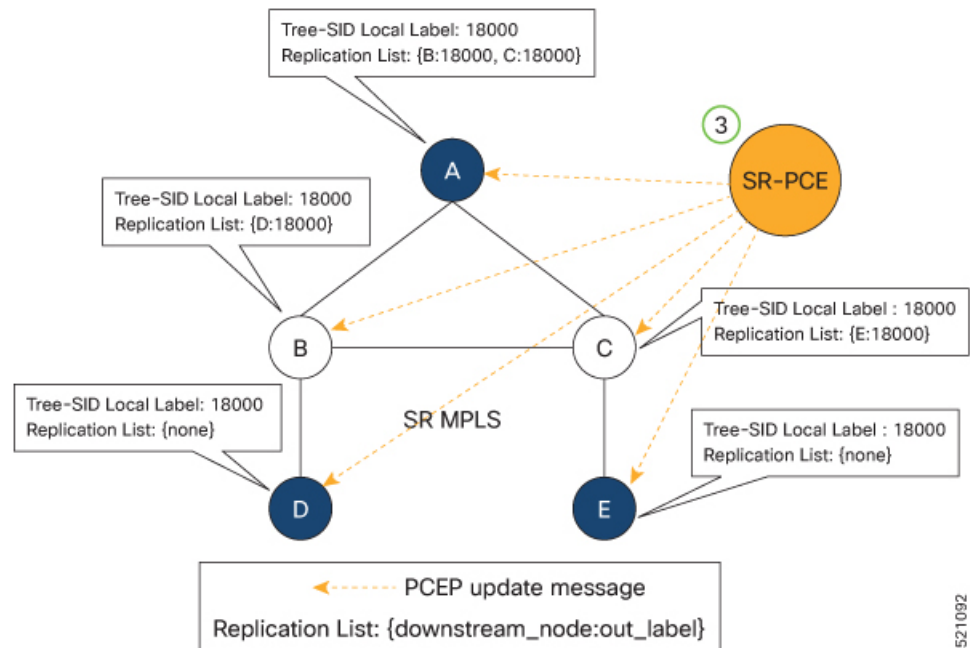 Tree-SID Local Label: 18000
Replication List: {B:18000, C:18000}
3
SR-PCE
A
Tree-SID Local Label: 18000
Replication List: {D:18000}
Tree-SID Local Label : 18000
Replication List: {E:18000}
B
C
Tree-SID Local Label: 18000
Replication List: {none}
SR MPLS
Tree-SID Local Label : 18000
Replication List: {none}
D
E
PCEP update message
Replication List: {downstream_node:out_label}
521092